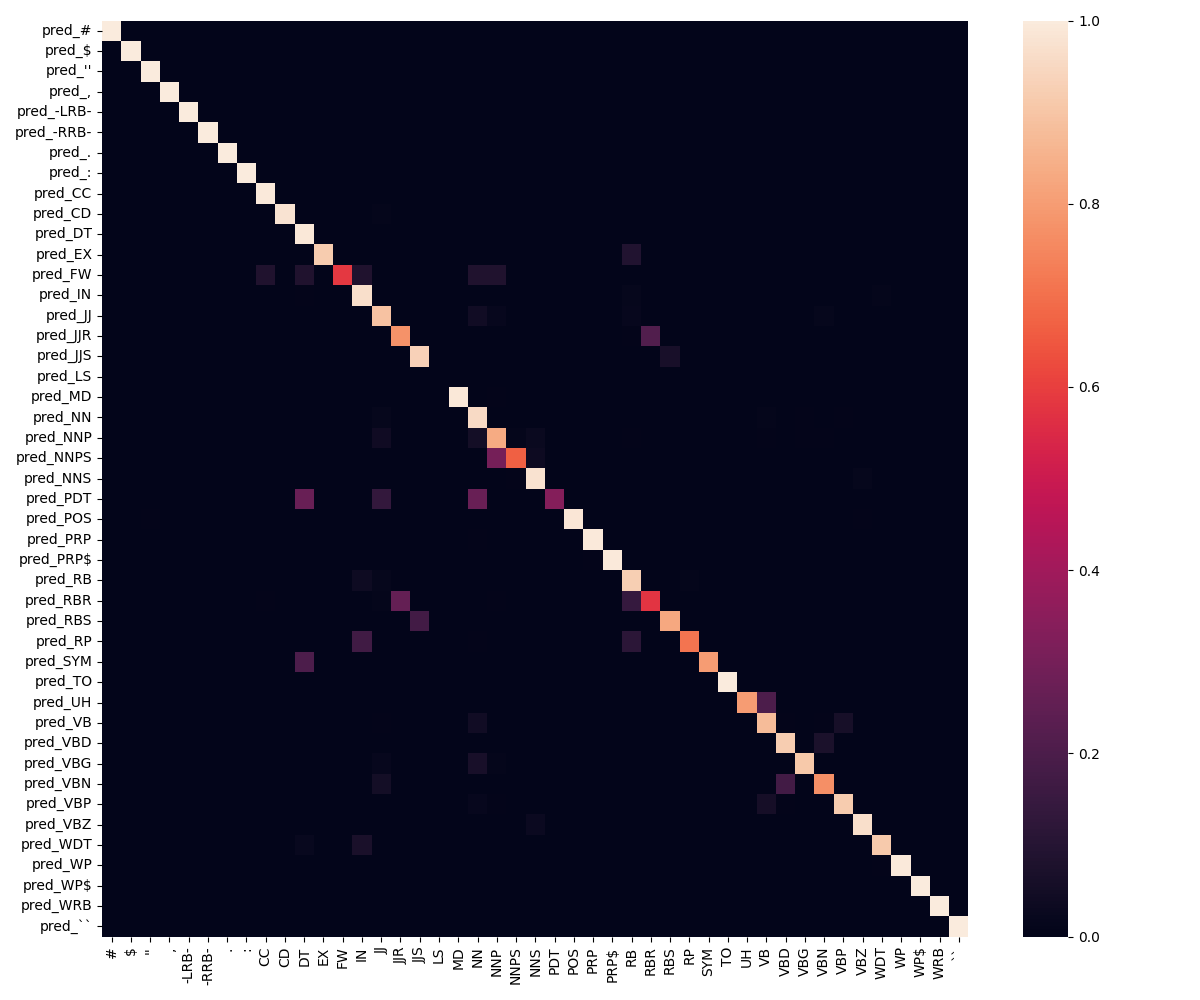 pred_#
pred_$
pred_''
pred_,
pred_-LRB-
pred_-RRB-
pred_.
pred_:
pred_CC
pred_CD
pred_DT
pred_EX
pred_FW
pred_IN
pred_JJ
pred_JJR
pred_JJS
pred_LS
pred_MD
pred_NN
pred_NNP
pred_NNPS
pred_NNS
pred_PDT
pred_POS
pred_PRP
pred_PRP$
pred_RB
pred_RBR
pred_RBS
pred_RP
pred_SYM
pred_TO
pred_UH
pred_VB
pred_VBD
pred_VBG
pred_VBN
pred_VBP
pred_VBZ
pred_WDT
pred_WP
pred_WP$
pred_WRB
pred_``
#
$
''
,
-LRB-
-RRB-
.
:
CC
CD
DT
EX
FW
IN
JJ
JJR
JJS
LS
MD
NN
NNP
NNPS
NNS
PDT
POS
PRP
PRP$
RB
RBR
RBS
RP
SYM
TO
UH
VB
VBD
VBG
VBN
VBP
VBZ
WDT
WP
WP$
WRB
``
1.0
0.8
0.6
0.4
0.2
0.0